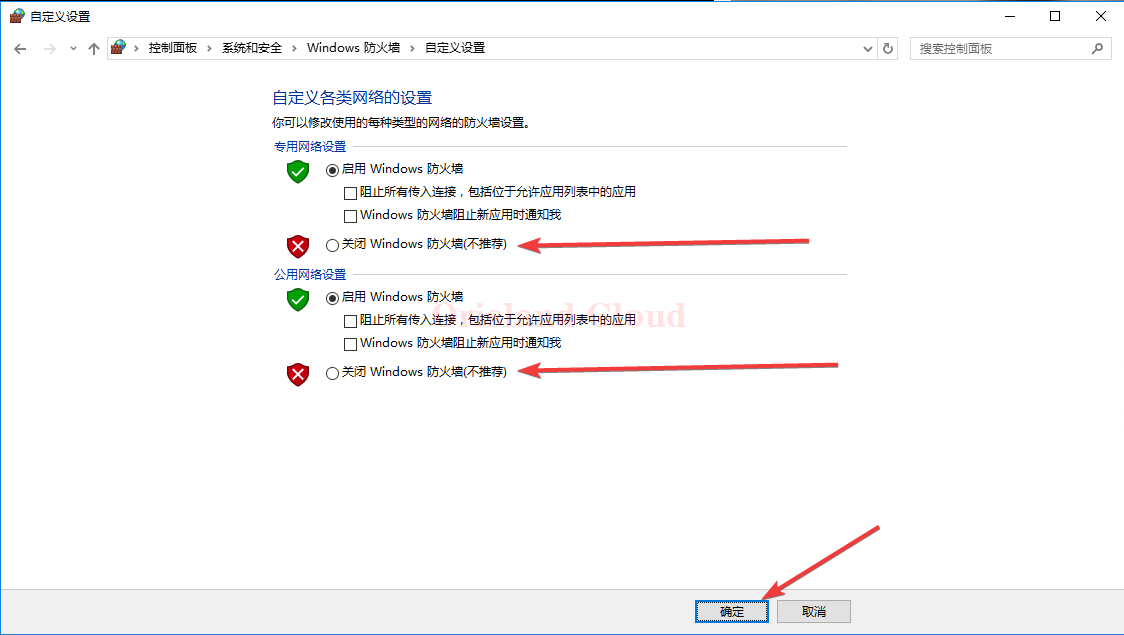 自定义设置
控制面板 › 系统和安全 › Windows 防火墙 › 自定义设置
搜索控制面板
自定义各类网络的设置
你可以修改使用的每种类型的网络的防火墙设置。
专用网络设置
启用 Windows 防火墙
阻止所有传入连接，包括位于允许应用列表中的应用
Windows 防火墙阻止新应用时通知我
关闭 Windows 防火墙(不推荐)
公用网络设置
启用 Windows 防火墙
Orisland Cloud
阻止所有传入连接，包括位于允许应用列表中的应用
Windows 防火墙阻止新应用时通知我
关闭 Windows 防火墙(不推荐)
确定
取消